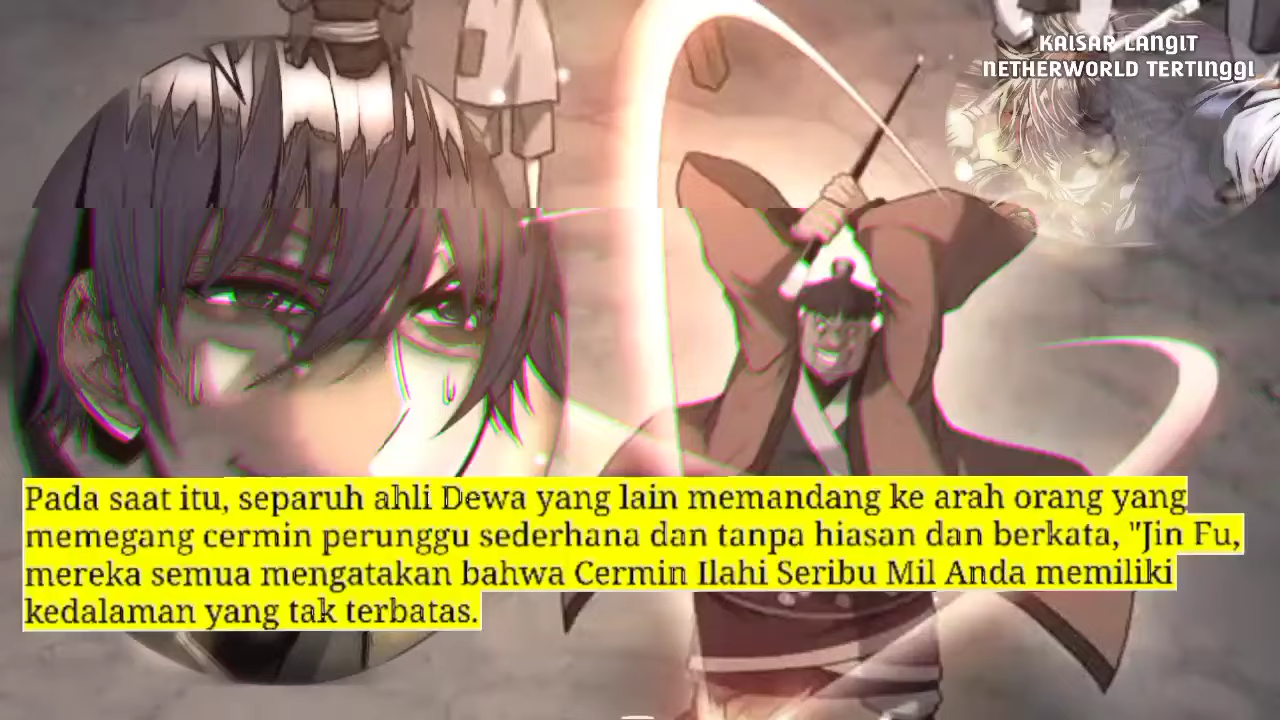 KAISAR LANGIT
NETHERWORLD TERTINGGI
Pada saat itu, separuh ahli Dewa yang lain memandang ke arah orang yang
memegang cermin perunggu sederhana dan tanpa hiasan dan berkata, "Jin Fu,
mereka semua mengatakan bahwa Cermin Ilahi Seribu Mil Anda memiliki
kedalaman yang tak terbatas.